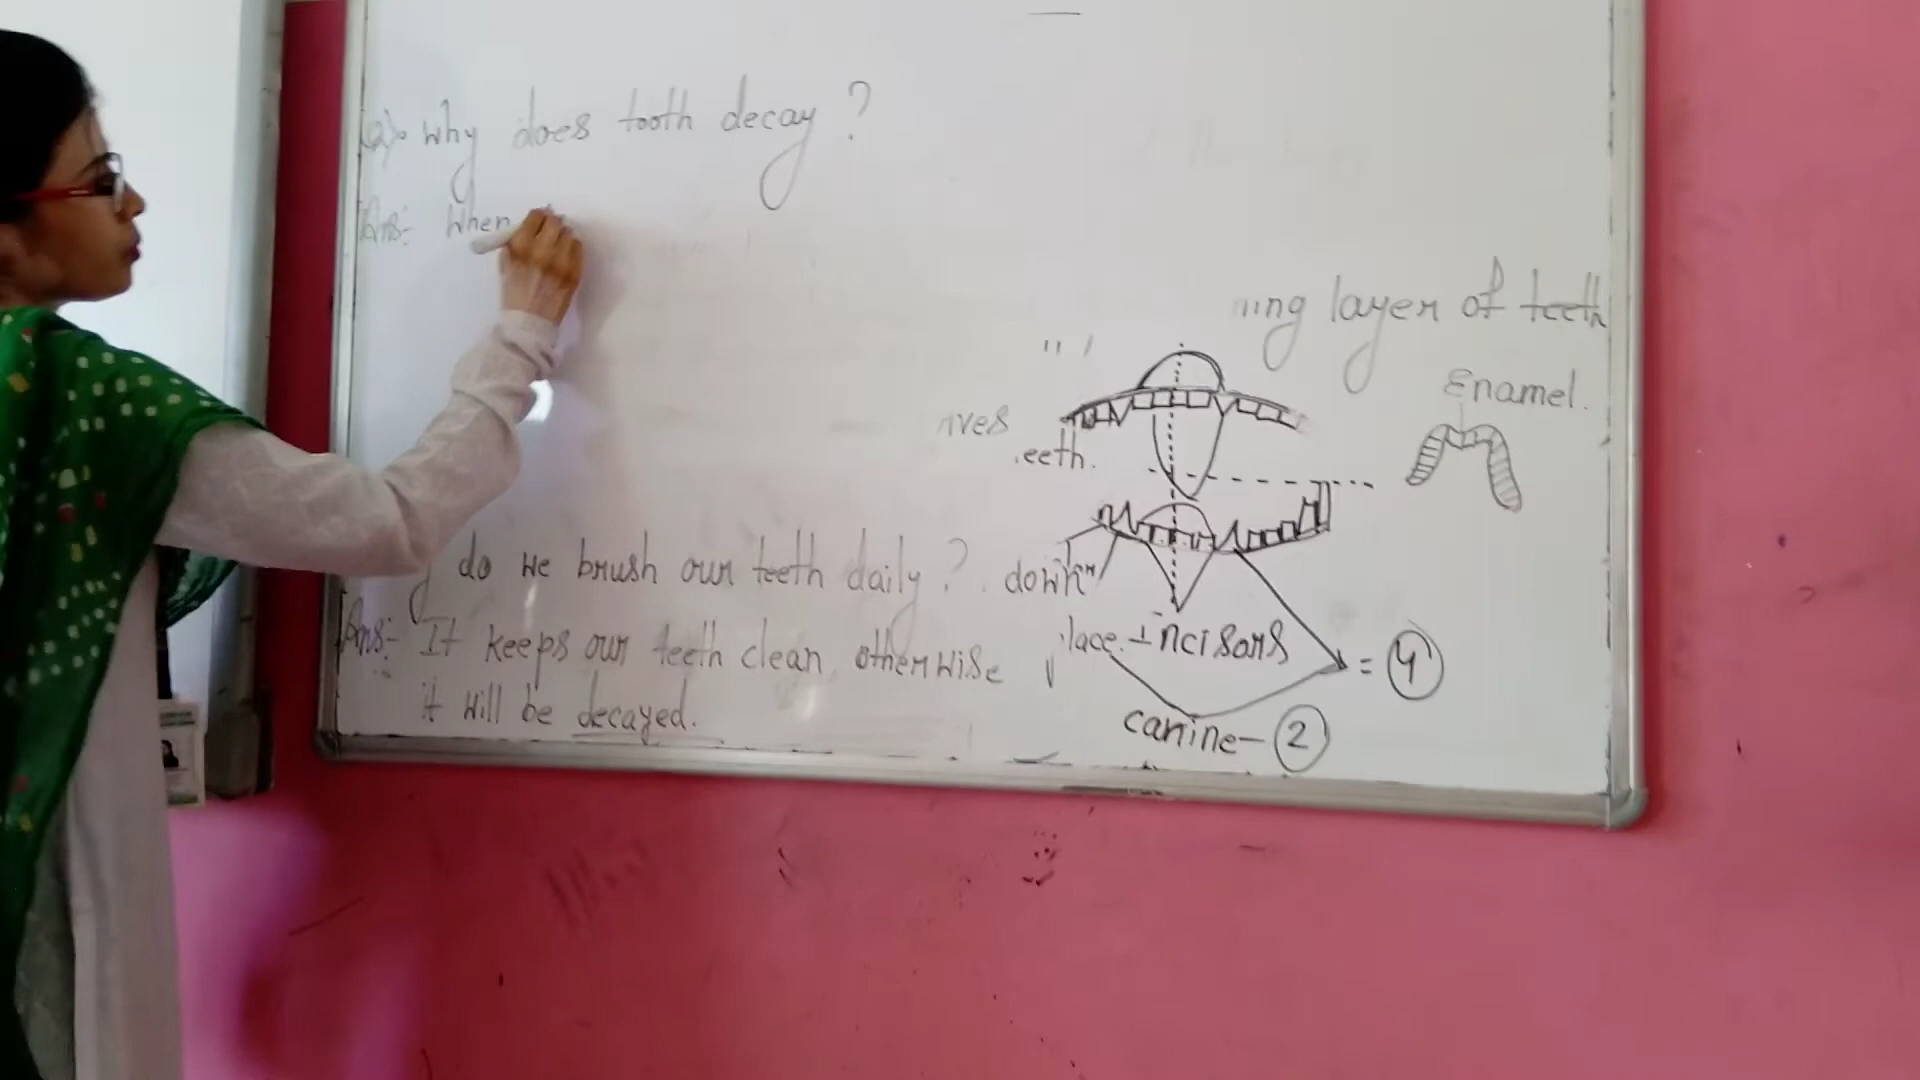 (a). why does tooth decay?
Ans:- When
ning layer of teeth
Enamel.
rves
eeth.
do we brush our teeth daily? down
Ans:- It keeps our teeth clean, otherwise
lace. Incisors
= 4
it will be decayed.
canine- 2